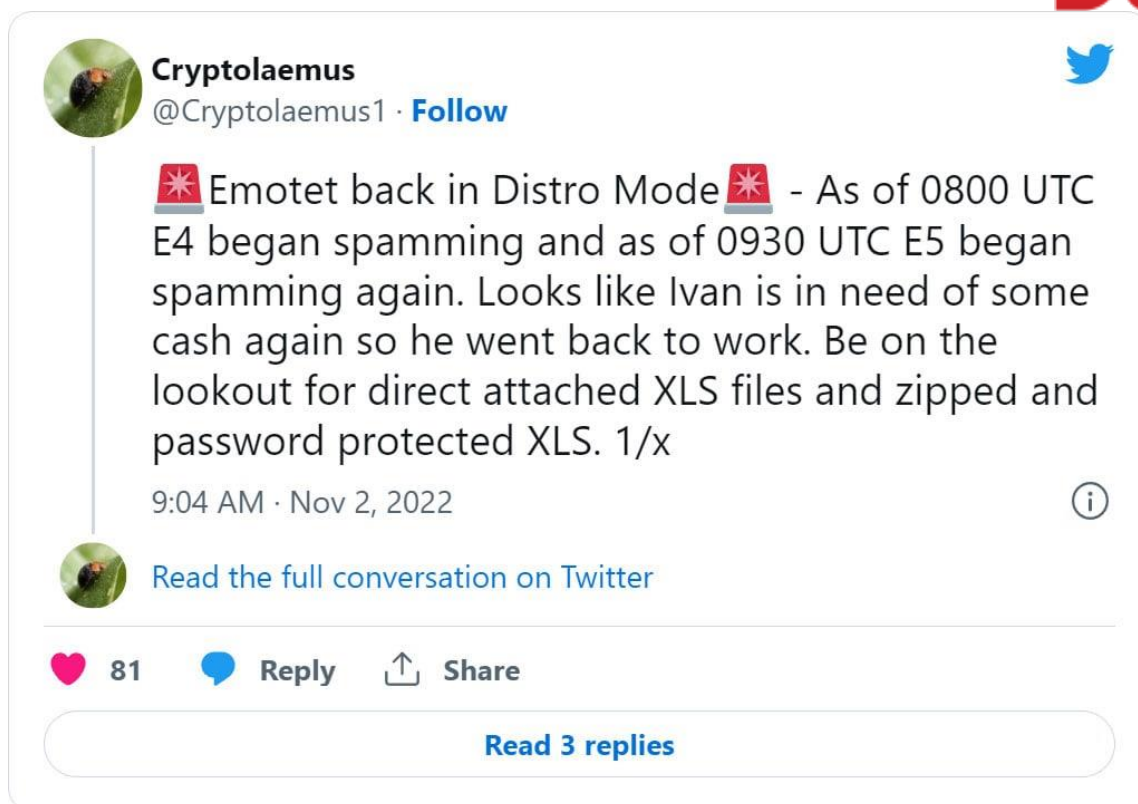 Cryptolaemus
@Cryptolaemus1 · Follow
🚨Emotet back in Distro Mode🚨 - As of 0800 UTC
E4 began spamming and as of 0930 UTC E5 began
spamming again. Looks like Ivan is in need of some
cash again so he went back to work. Be on the
lookout for direct attached XLS files and zipped and
password protected XLS. 1/x
9:04 AM · Nov 2, 2022
Read the full conversation on Twitter
81 Reply Share
Read 3 replies